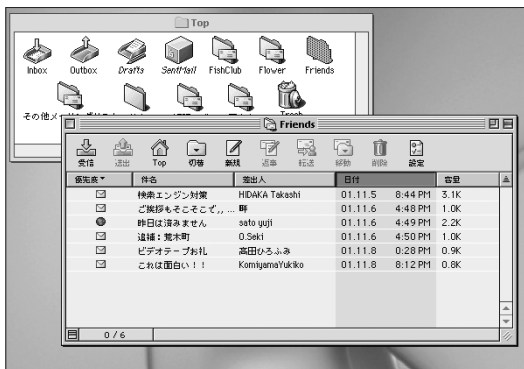 Top
Inbox Outbox Drafts SentMail FishClub Flower Friends
その他メ
Trash
Friends
受信 送出 Top 切替 新規 返事 転送 移動 削除 設定
優先度 件名 差出人 日付 容量
検索エンジン対策 HIDAKA Takashi 01.11.5 8:44 PM 3.1K
ご挨拶もそこそこで,, ... 畔 01.11.6 4:48 PM 1.0K
昨日は済みません sato yuji 01.11.6 4:49 PM 2.2K
追補：荒木町 O.Seki 01.11.6 4:50 PM 1.0K
ビデオテープお礼 高田ひろふみ 01.11.8 0:28 PM 0.9K
これは面白い！！ KomiyamaYukiko 01.11.8 8:12 PM 0.8K
0 / 6